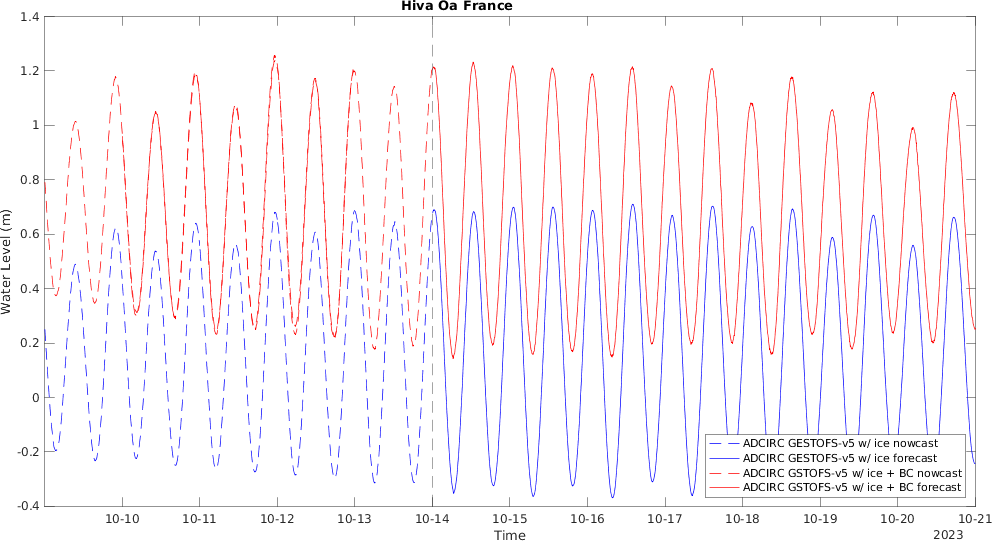 Hiva Oa France
1.4
1.2
1
0.8
0.6
0.4
0.2
0
-0.2
-0.4
Water Level (m)
ADCIRC GESTOFS-v5 w/ ice nowcast
ADCIRC GESTOFS-v5 w/ ice forecast
ADCIRC GSTOFS-v5 w/ ice + BC nowcast
ADCIRC GSTOFS-v5 w/ ice + BC forecast
10-10 10-11 10-12 10-13 10-14 10-15 10-16 10-17 10-18 10-19 10-20 10-21
Time
2023